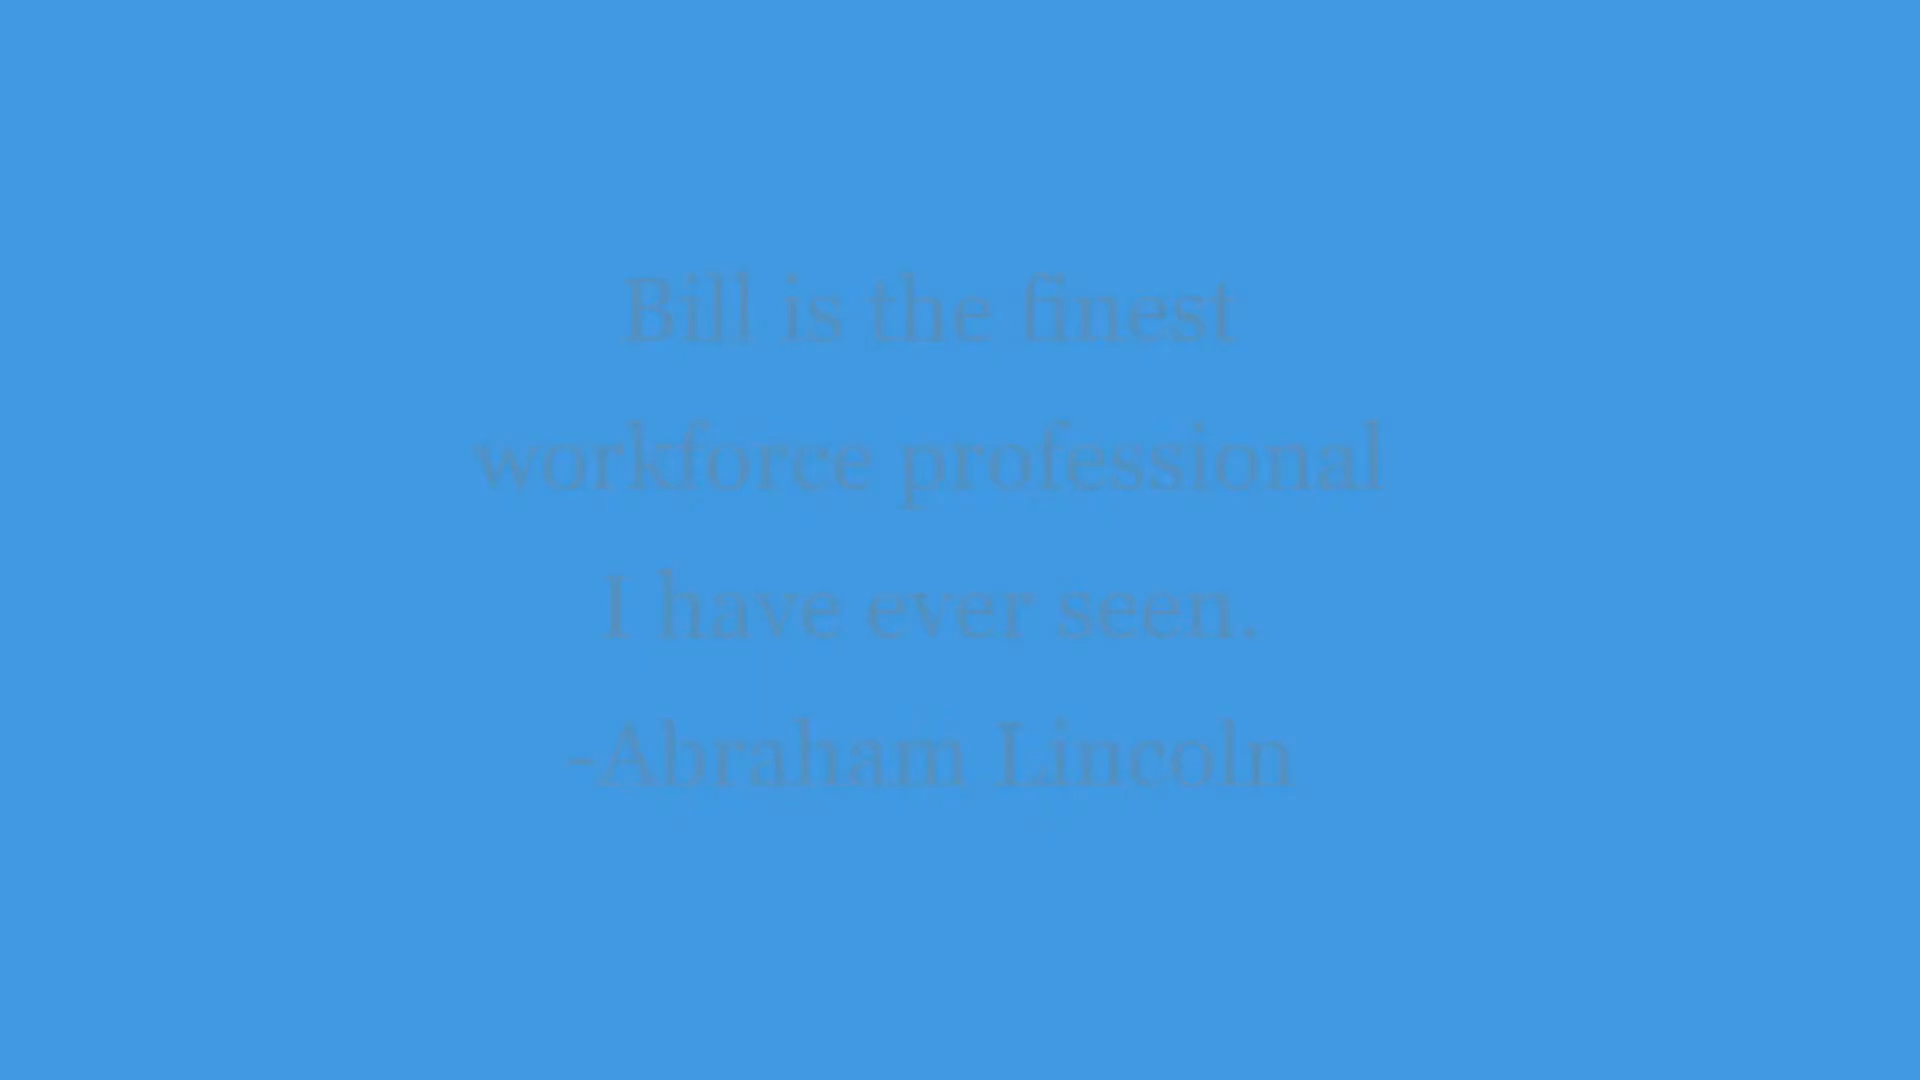 Bill is the finest
workforce professional
I have ever seen.
-Abraham Lincoln